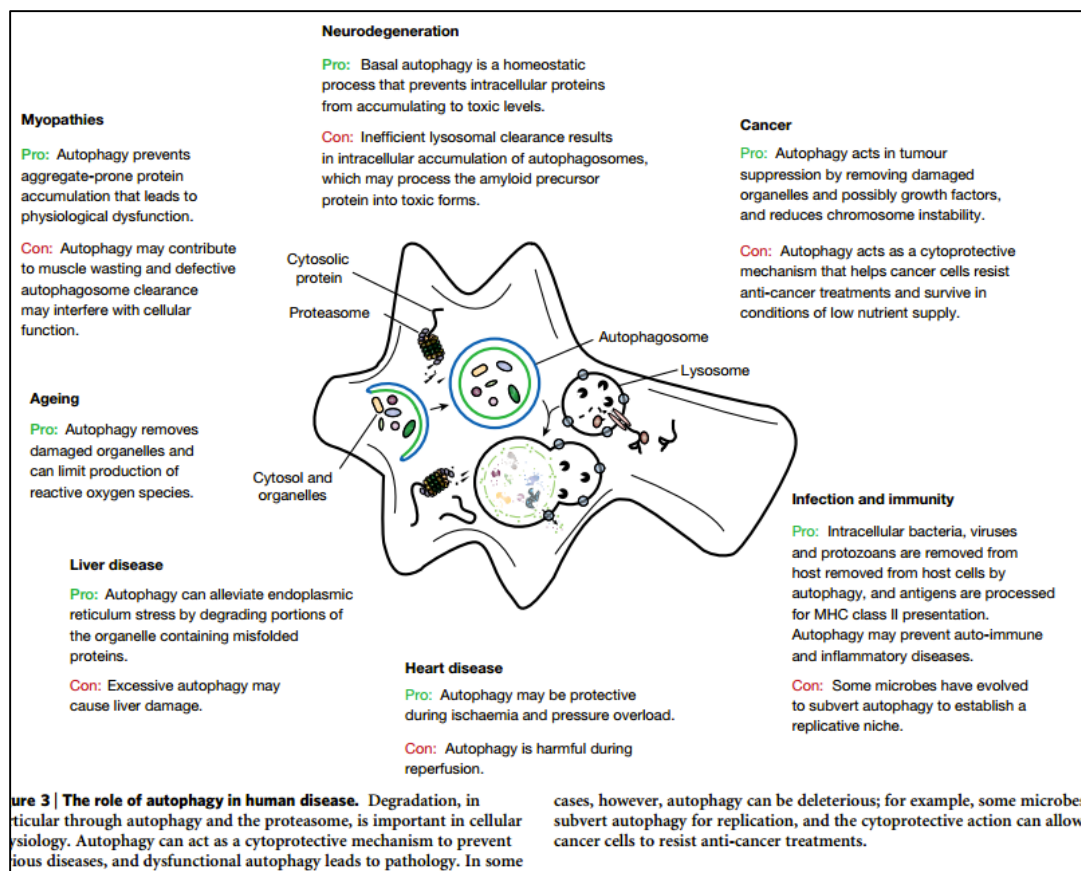 Neurodegeneration
Pro: Basal autophagy is a homeostatic
process that prevents intracellular proteins
from accumulating to toxic levels.
Con: Inefficient lysosomal clearance results
in intracellular accumulation of autophagosomes,
which may process the amyloid precursor
protein into toxic forms.
Myopathies
Pro: Autophagy prevents
aggregate-prone protein
accumulation that leads to
physiological dysfunction.
Con: Autophagy may contribute
to muscle wasting and defective
autophagosome clearance
may interfere with cellular
function.
Cancer
Pro: Autophagy acts in tumour
suppression by removing damaged
organelles and possibly growth factors,
and reduces chromosome instability.
Con: Autophagy acts as a cytoprotective
mechanism that helps cancer cells resist
anti-cancer treatments and survive in
conditions of low nutrient supply.
Cytosolic
protein
Proteasome
Autophagosome
Lysosome
Cytosol and
organelles
Ageing
Pro: Autophagy removes
damaged organelles and
can limit production of
reactive oxygen species.
Infection and immunity
Pro: Intracellular bacteria, viruses
and protozoans are removed from
host removed from host cells by
autophagy, and antigens are processed
for MHC class II presentation.
Autophagy may prevent auto-immune
and inflammatory diseases.
Con: Some microbes have evolved
to subvert autophagy to establish a
replicative niche.
Liver disease
Pro: Autophagy can alleviate endoplasmic
reticulum stress by degrading portions of
the organelle containing misfolded
proteins.
Con: Excessive autophagy may
cause liver damage.
Heart disease
Pro: Autophagy may be protective
during ischaemia and pressure overload.
Con: Autophagy is harmful during
reperfusion.
ure 3 | The role of autophagy in human disease. Degradation, in
rticular through autophagy and the proteasome, is important in cellular
ysiology. Autophagy can act as a cytoprotective mechanism to prevent
ious diseases, and dysfunctional autophagy leads to pathology. In some
cases, however, autophagy can be deleterious; for example, some microbes
subvert autophagy for replication, and the cytoprotective action can allow
cancer cells to resist anti-cancer treatments.